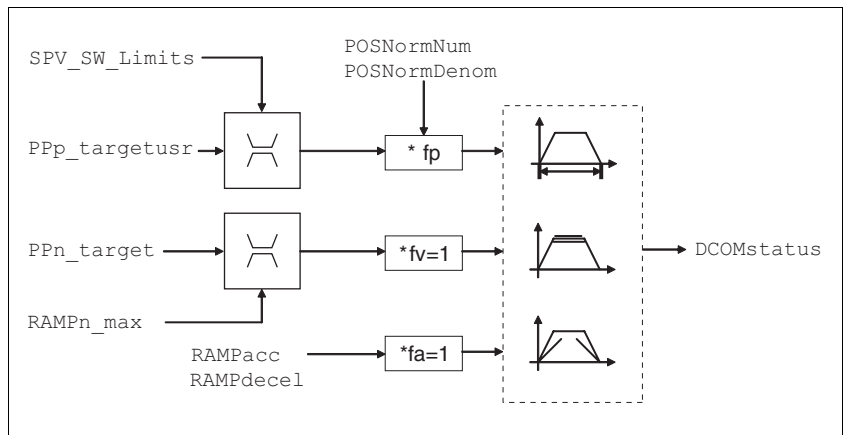 POSNormNum
POSNormDenom
SPV_SW_Limits
PPp_targetusr
* fp
PPn_target
*fv=1
DCOMstatus
RAMPn_max
RAMPacc
RAMPdecel
*fa=1